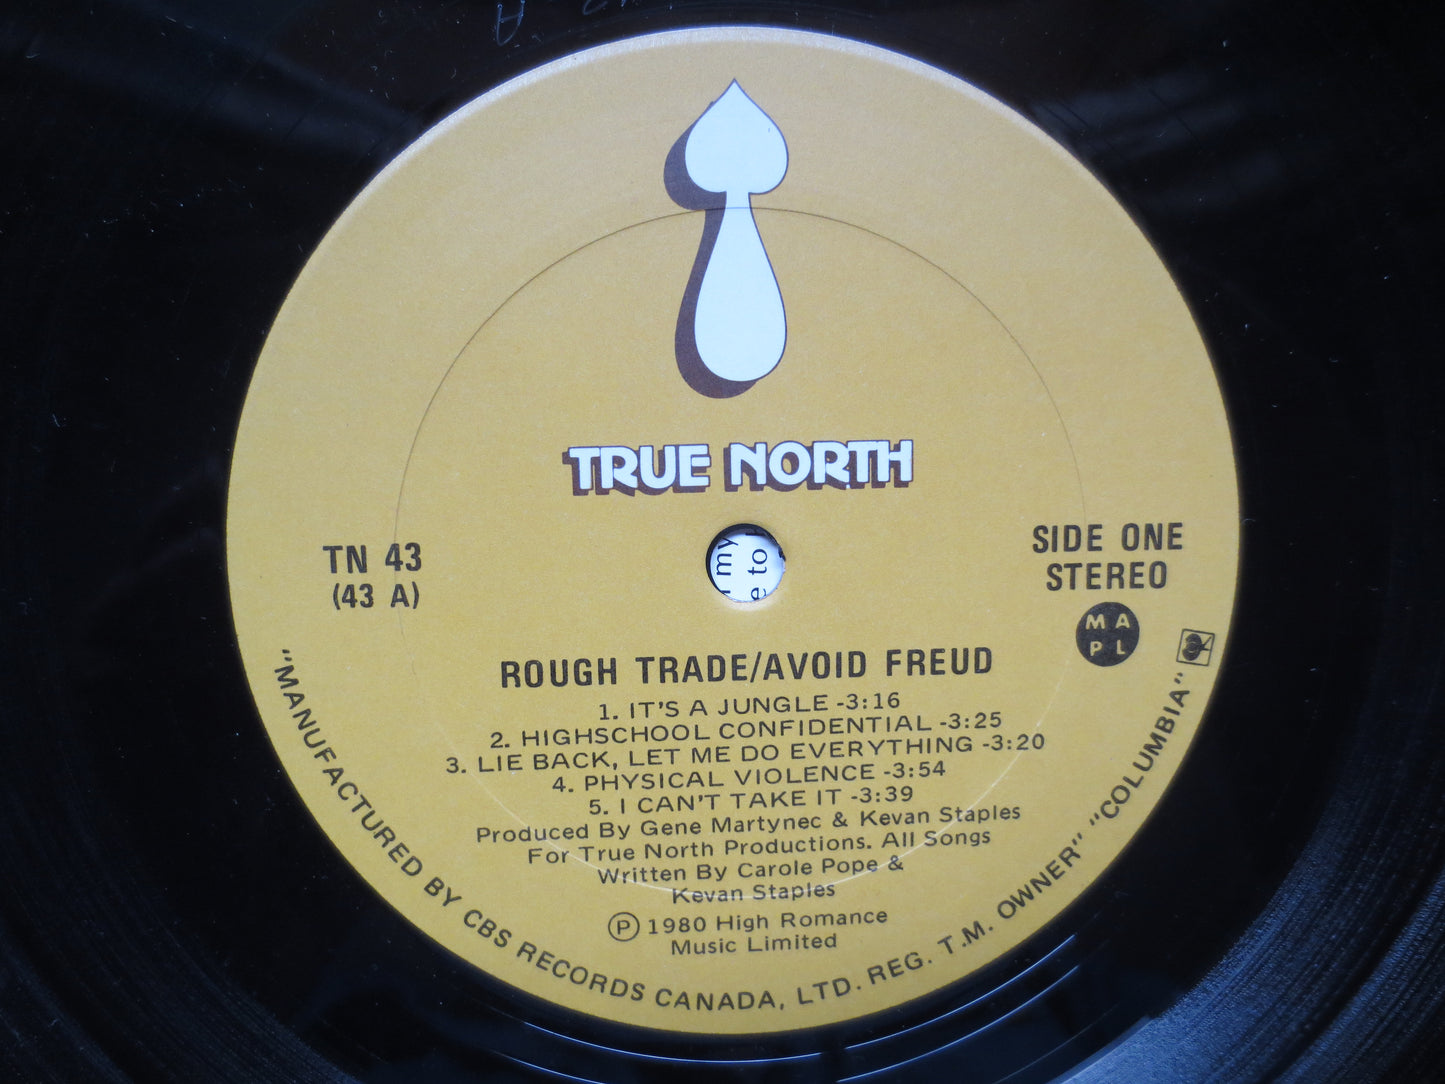 TRUE NORTH
TN 43
(43 A)
SIDE ONE
STEREO
M A
P L
ROUGH TRADE/AVOID FREUD
1. IT'S A JUNGLE -3:16
2. HIGHSCHOOL CONFIDENTIAL -3:25
3. LIE BACK, LET ME DO EVERYTHING -3:20
4. PHYSICAL VIOLENCE -3:54
5. I CAN'T TAKE IT -3:39
Produced By Gene Martynec & Kevan Staples
For True North Productions. All Songs
Written By Carole Pope &
Kevan Staples
Ⓟ 1980 High Romance
Music Limited
"MANUFACTURED BY CBS RECORDS CANADA, LTD. REG. T.M. OWNER" "COLUMBIA"
my
e to
A